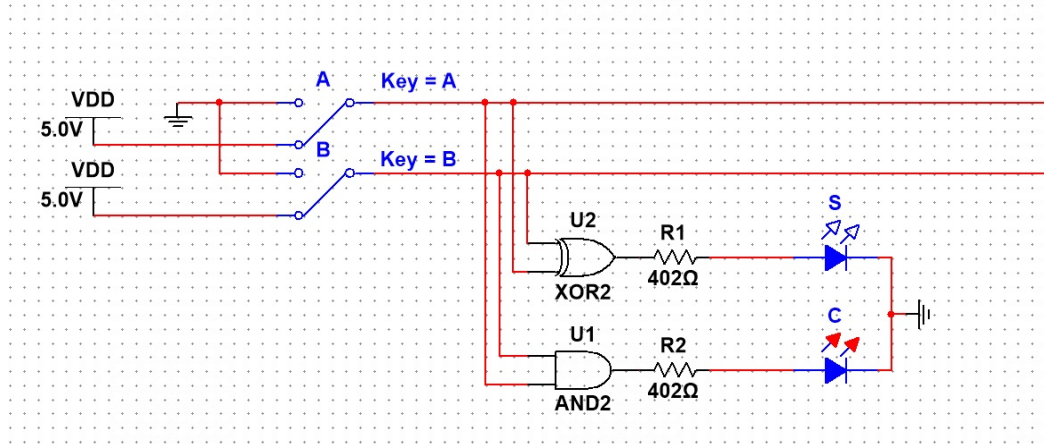 A
Key = A
VDD
5.0V
B
Key = B
VDD
5.0V
S
U2
R1
402Ω
XOR2
C
U1
R2
402Ω
AND2